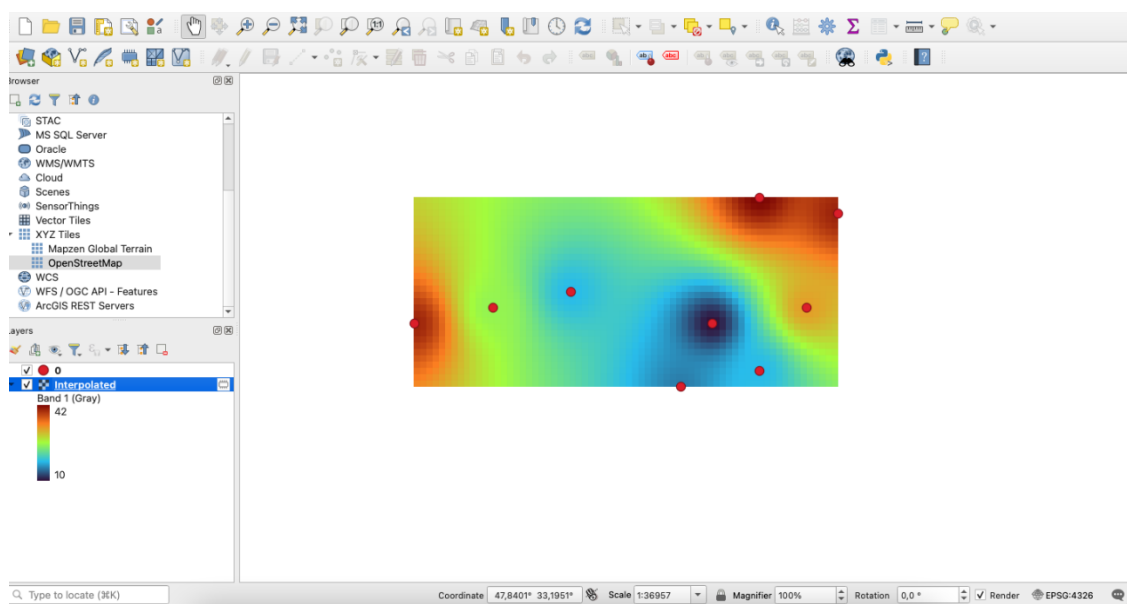 Browser
STAC
MS SQL Server
Oracle
WMS/WMTS
Cloud
Scenes
SensorThings
Vector Tiles
XYZ Tiles
Mapzen Global Terrain
OpenStreetMap
WCS
WFS / OGC API - Features
ArcGIS REST Servers
Layers
0
Interpolated
Band 1 (Gray)
42
10
Type to locate (⌘K)
Coordinate 47,8401° 33,1951° Scale 1:36957 Magnifier 100% Rotation 0,0 ° Render EPSG:4326